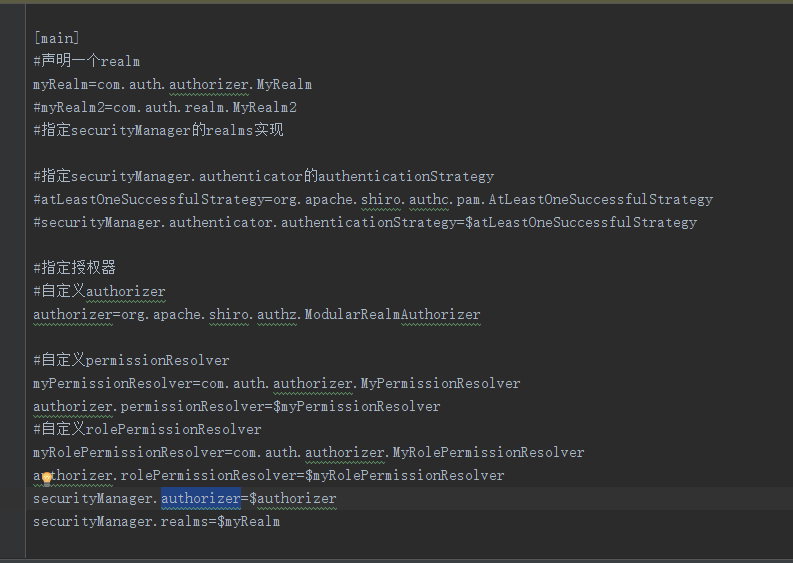 [main]
#声明一个realm
myRealm=com.auth.authorizer.MyRealm
#myRealm2=com.auth.realm.MyRealm2
#指定securityManager的realms实现
#指定securityManager.authenticator的authenticationStrategy
#atLeastOneSuccessfulStrategy=org.apache.shiro.authc.pam.AtLeastOneSuccessfulStrategy
#securityManager.authenticator.authenticationStrategy=$atLeastOneSuccessfulStrategy
#指定授权器
#自定义authorizer
authorizer=org.apache.shiro.authz.ModularRealmAuthorizer
#自定义permissionResolver
myPermissionResolver=com.auth.authorizer.MyPermissionResolver
authorizer.permissionResolver=$myPermissionResolver
#自定义rolePermissionResolver
myRolePermissionResolver=com.auth.authorizer.MyRolePermissionResolver
authorizer.rolePermissionResolver=$myRolePermissionResolver
securityManager.authorizer=$authorizer
securityManager.realms=$myRealm